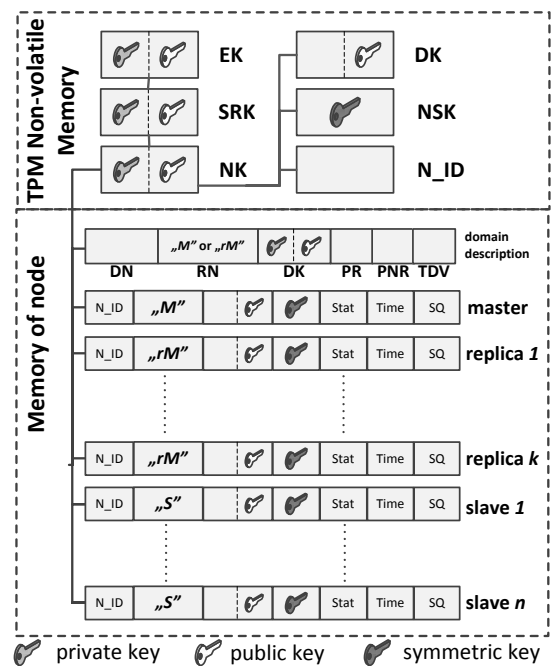 TPM Non-volatile
Memory
EK
DK
SRK
NSK
NK
N_ID
Memory of node
„M” or „rM”
domain
description
DN RN DK PR PNR TDV
N_ID „M” Stat Time SQ master
N_ID „rM” Stat Time SQ replica 1
N_ID „rM” Stat Time SQ replica k
N_ID „S” Stat Time SQ slave 1
N_ID „S” Stat Time SQ slave n
private key public key symmetric key